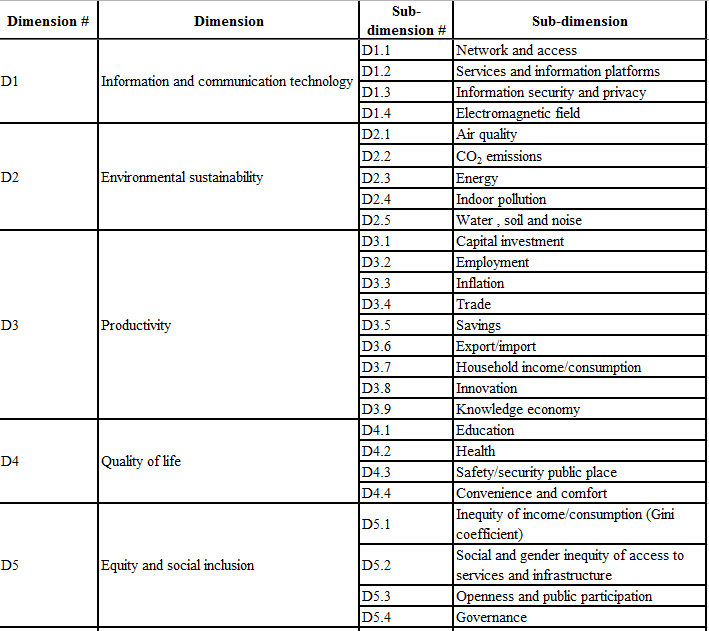 Dimension # Dimension Sub-dimension # Sub-dimension
D1 Information and communication technology D1.1 Network and access
D1.2 Services and information platforms
D1.3 Information security and privacy
D1.4 Electromagnetic field
D2 Environmental sustainability D2.1 Air quality
D2.2 CO₂ emissions
D2.3 Energy
D2.4 Indoor pollution
D2.5 Water , soil and noise
D3 Productivity D3.1 Capital investment
D3.2 Employment
D3.3 Inflation
D3.4 Trade
D3.5 Savings
D3.6 Export/import
D3.7 Household income/consumption
D3.8 Innovation
D3.9 Knowledge economy
D4 Quality of life D4.1 Education
D4.2 Health
D4.3 Safety/security public place
D4.4 Convenience and comfort
D5 Equity and social inclusion D5.1 Inequity of income/consumption (Gini
coefficient)
D5.2 Social and gender inequity of access to
services and infrastructure
D5.3 Openness and public participation
D5.4 Governance